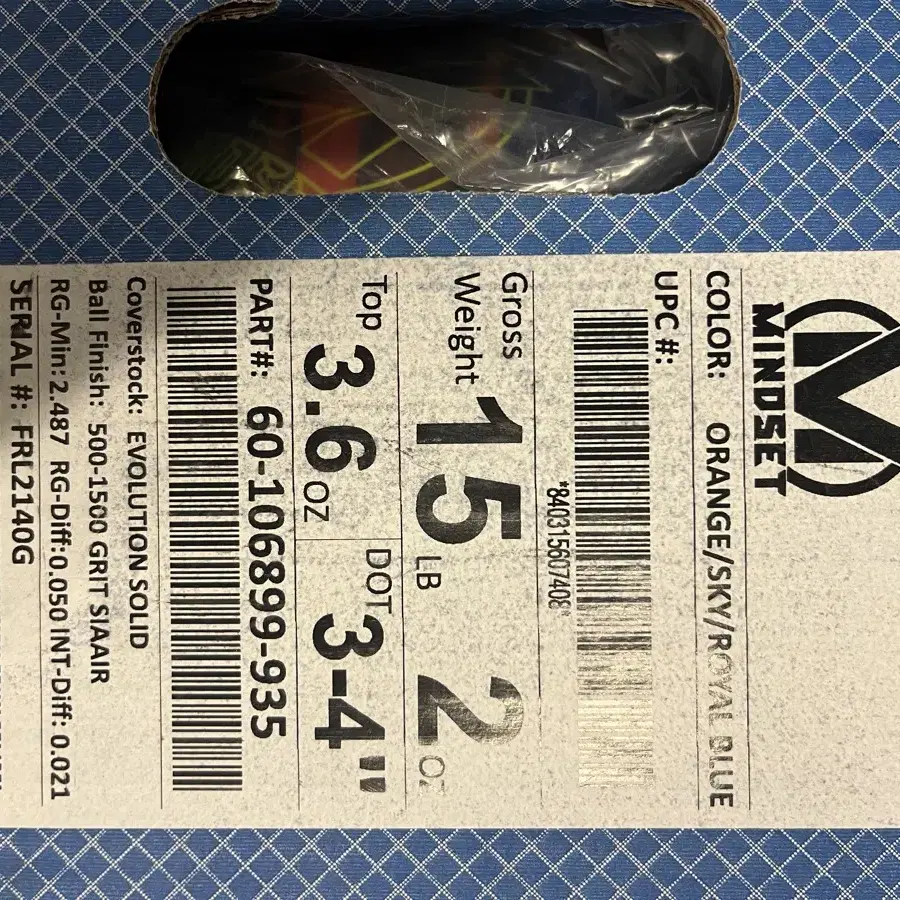 MINDSET
COLOR: ORANGE/SKY/ROYAL BLUE
UPC #:
*840315607408*
Gross Weight 15 LB 2 OZ
Top 3.6 OZ DOT 3-4"
PART#: 60-106899-935
Coverstock: EVOLUTION SOLID
Ball Finish: 500-1500 GRIT SIAAIR
RG-Min:2.487 RG-Diff:0.050 INT-Diff: 0.021
SERIAL #: FRL2140G